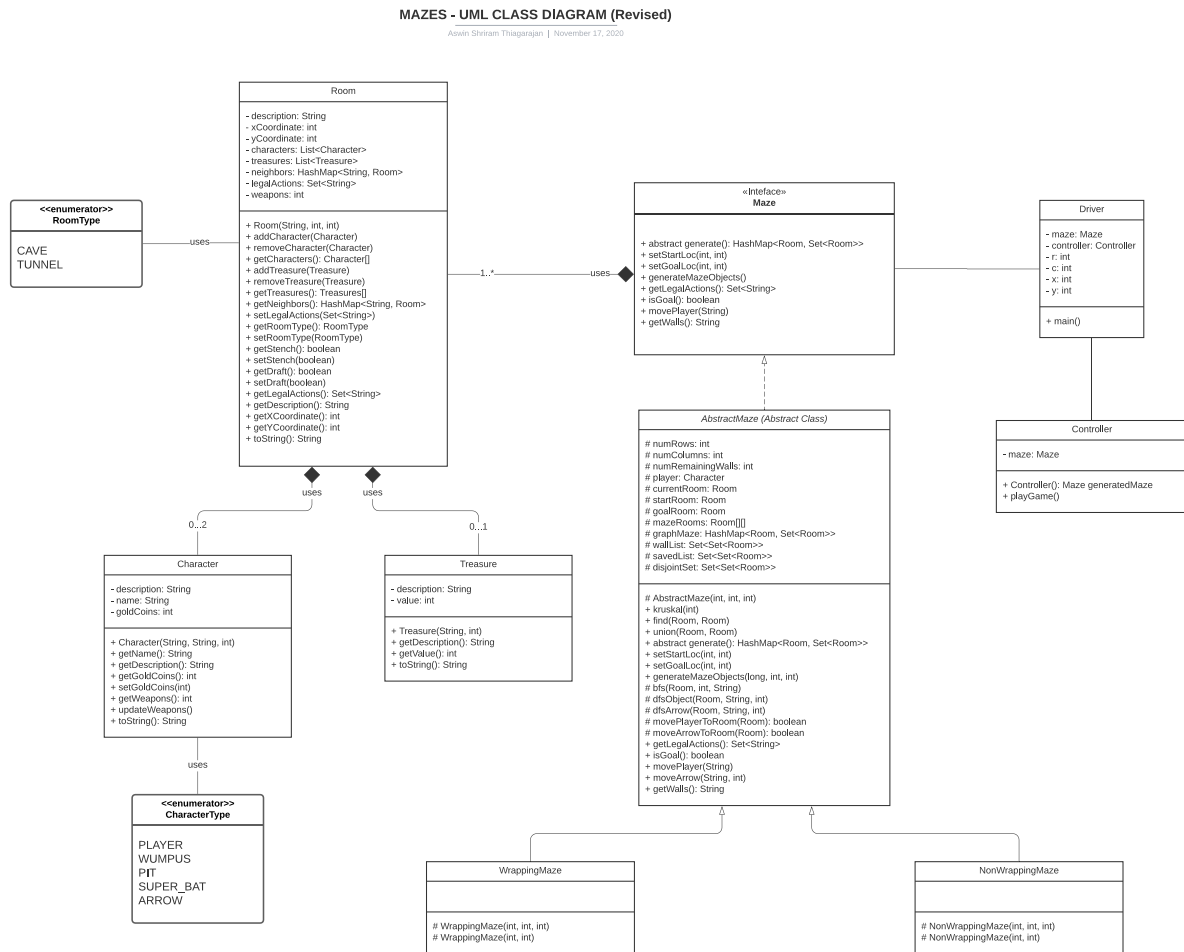 MAZES - UML CLASS DIAGRAM (Revised)
Aswin Shriram Thiagarajan | November 17, 2020
Room
- description: String
- xCoordinate: int
- yCoordinate: int
- characters: List<Character>
- treasures: List<Treasure>
- neighbors: HashMap<String, Room>
- legalActions: Set<String>
- weapons: int
+ Room(String, int, int)
+ addCharacter(Character)
+ removeCharacter(Character)
+ getCharacters(): Character[]
+ addTreasure(Treasure)
+ removeTreasure(Treasure)
+ getTreasures(): Treasures[]
+ getNeighbors(): HashMap<String, Room>
+ setLegalActions(Set<String>)
+ getRoomType(): RoomType
+ setRoomType(RoomType)
+ getStench(): boolean
+ setStench(boolean)
+ getDraft(): boolean
+ setDraft(boolean)
+ getLegalActions(): Set<String>
+ getDescription(): String
+ getXCoordinate(): int
+ getYCoordinate(): int
+ toString(): String
<<enumerator>>
RoomType
CAVE
TUNNEL
uses
1..*
uses
«Inteface»
Maze
+ abstract generate(): HashMap<Room, Set<Room>>
+ setStartLoc(int, int)
+ setGoalLoc(int, int)
+ generateMazeObjects()
+ getLegalActions(): Set<String>
+ isGoal(): boolean
+ movePlayer(String)
+ getWalls(): String
Driver
- maze: Maze
- controller: Controller
- r: int
- c: int
- x: int
- y: int
+ main()
Controller
- maze: Maze
+ Controller(): Maze generatedMaze
+ playGame()
AbstractMaze (Abstract Class)
# numRows: int
# numColumns: int
# numRemainingWalls: int
# player: Character
# currentRoom: Room
# startRoom: Room
# goalRoom: Room
# mazeRooms: Room[][]
# graphMaze: HashMap<Room, Set<Room>>
# wallList: Set<Set<Room>>
# savedList: Set<Set<Room>>
# disjointSet: Set<Set<Room>>
# AbstractMaze(int, int, int)
+ kruskal(int)
+ find(Room, Room)
+ union(Room, Room)
+ abstract generate(): HashMap<Room, Set<Room>>
+ setStartLoc(int, int)
+ setGoalLoc(int, int)
+ generateMazeObjects(long, int, int)
# bfs(Room, int, String)
# dfsObject(Room, String, int)
# dfsArrow(Room, String, int)
# movePlayerToRoom(Room): boolean
# moveArrowToRoom(Room): boolean
+ getLegalActions(): Set<String>
+ isGoal(): boolean
+ movePlayer(String)
+ moveArrow(String, int)
+ getWalls(): String
uses
uses
0...2
0...1
Character
- description: String
- name: String
- goldCoins: int
+ Character(String, String, int)
+ getName(): String
+ getDescription(): String
+ getGoldCoins(): int
+ setGoldCoins(int)
+ getWeapons(): int
+ updateWeapons()
+ toString(): String
Treasure
- description: String
- value: int
+ Treasure(String, int)
+ getDescription(): String
+ getValue(): int
+ toString(): String
uses
<<enumerator>>
CharacterType
PLAYER
WUMPUS
PIT
SUPER_BAT
ARROW
WrappingMaze
# WrappingMaze(int, int, int)
# WrappingMaze(int, int)
NonWrappingMaze
# NonWrappingMaze(int, int, int)
# NonWrappingMaze(int, int)